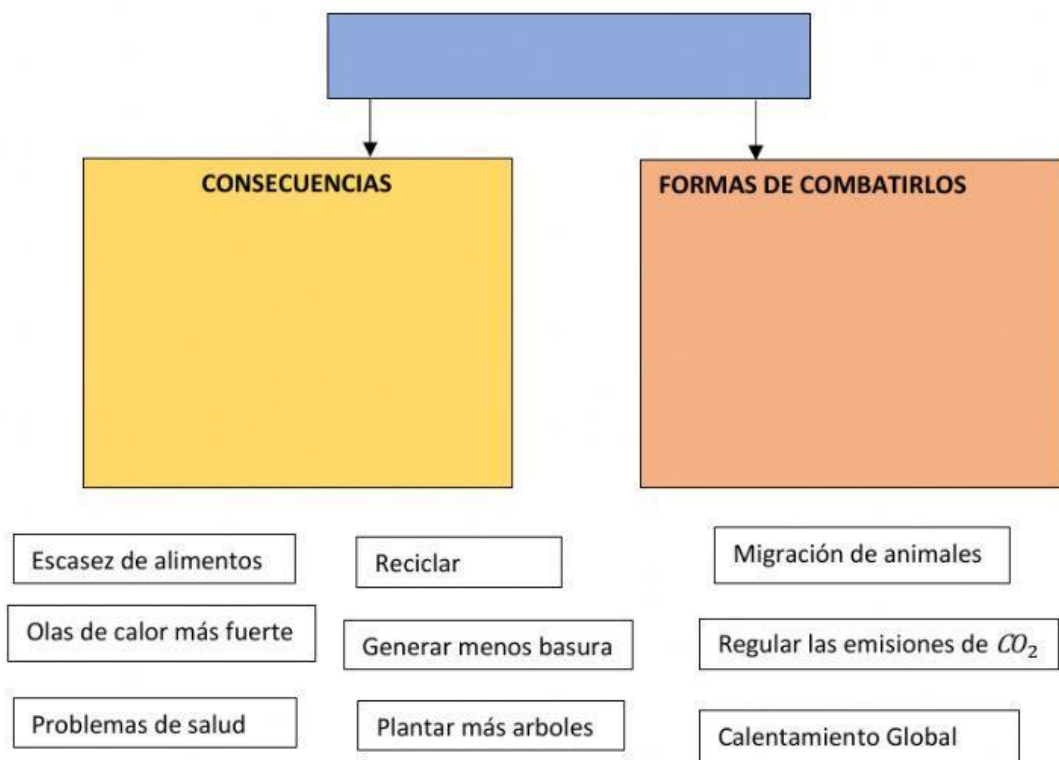 CONSECUENCIAS
FORMAS DE COMBATIRLOS
Escasez de alimentos
Reciclar
Migración de animales
Olas de calor más fuerte
Generar menos basura
Regular las emisiones de CO₂
Problemas de salud
Plantar más arboles
Calentamiento Global